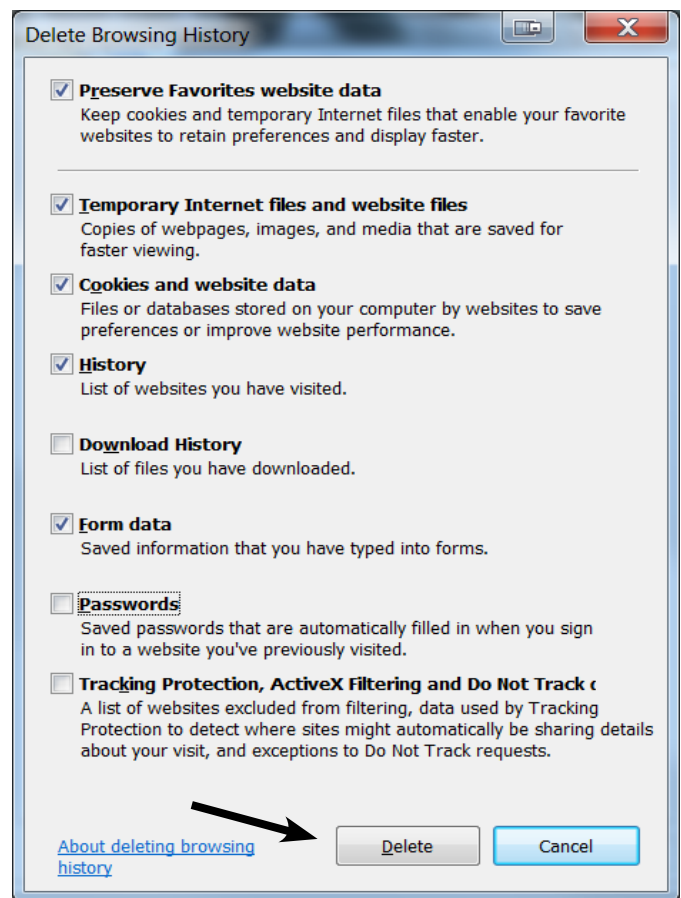 Delete Browsing History
Preserve Favorites website data
Keep cookies and temporary Internet files that enable your favorite
websites to retain preferences and display faster.
Temporary Internet files and website files
Copies of webpages, images, and media that are saved for
faster viewing.
Cookies and website data
Files or databases stored on your computer by websites to save
preferences or improve website performance.
History
List of websites you have visited.
Download History
List of files you have downloaded.
Form data
Saved information that you have typed into forms.
Passwords
Saved passwords that are automatically filled in when you sign
in to a website you've previously visited.
Tracking Protection, ActiveX Filtering and Do Not Track
A list of websites excluded from filtering, data used by Tracking
Protection to detect where sites might automatically be sharing details
about your visit, and exceptions to Do Not Track requests.
About deleting browsing
history
Delete
Cancel